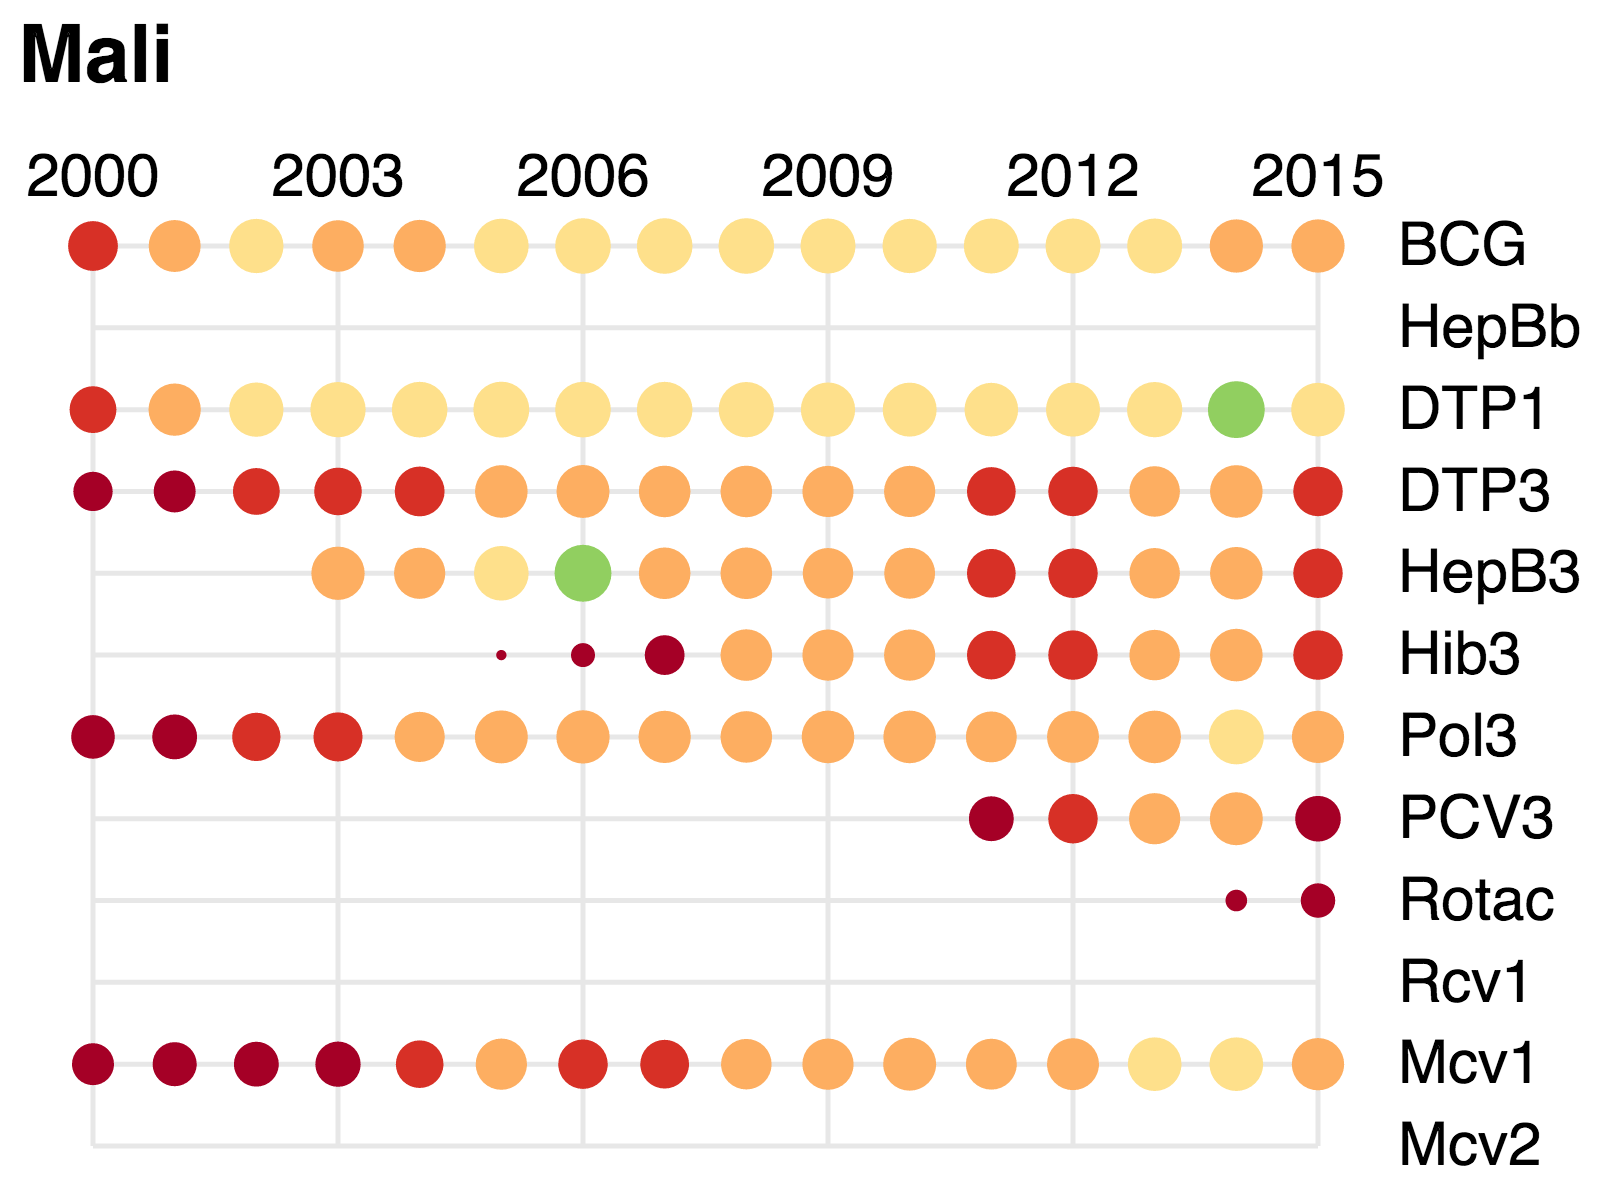 Mali
2000 2003 2006 2009 2012 2015
BCG
HepBb
DTP1
DTP3
HepB3
Hib3
Pol3
PCV3
Rotac
Rcv1
Mcv1
Mcv2